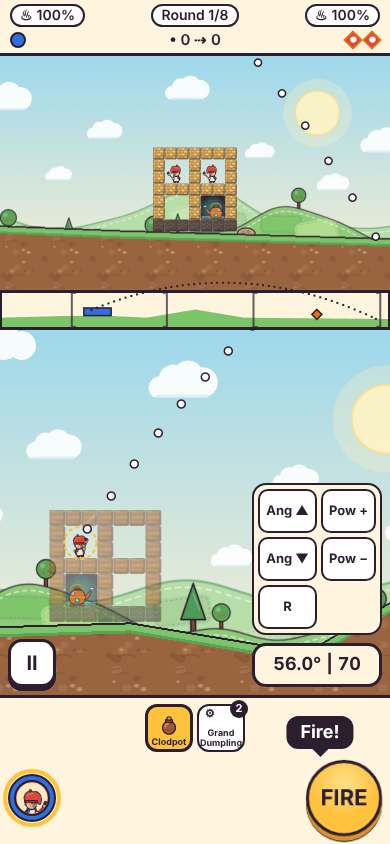 ♨ 100%
Round 1/8
♨ 100%
• 0 ⇢ 0
Ang ▲
Pow +
Ang ▼
Pow −
R
56.0° | 70
2
Clodpot
Grand
Dumpling
Fire!
FIRE